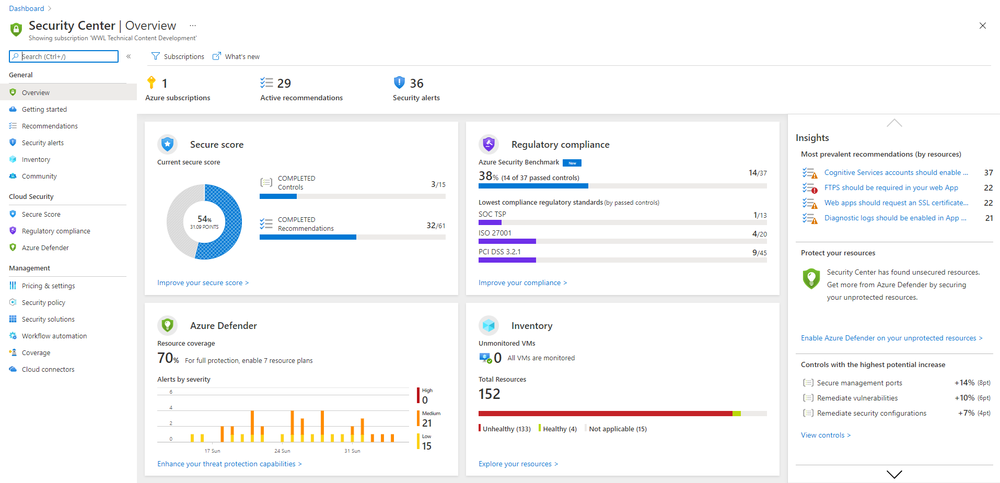 Dashboard >
Security Center | Overview ...
Showing subscription 'WWL Technical Content Development'
Search (Ctrl+/)
«
General
Overview
Getting started
Recommendations
Security alerts
Inventory
Community
Cloud Security
Secure Score
Regulatory compliance
Azure Defender
Management
Pricing & settings
Security policy
Security solutions
Workflow automation
Coverage
Cloud connectors
Subscriptions What's new
1
Azure subscriptions
29
Active recommendations
36
Security alerts
Secure score
Current secure score
54%
31.09 POINTS
COMPLETED
Controls 3/15
COMPLETED
Recommendations 32/61
Improve your secure score >
Regulatory compliance
Azure Security Benchmark New
38% (14 of 37 passed controls) 14/37
Lowest compliance regulatory standards (by passed controls)
SOC TSP 1/13
ISO 27001 4/20
PCI DSS 3.2.1 9/45
Improve your compliance >
Azure Defender
Resource coverage
70% For full protection, enable 7 resource plans
Alerts by severity
6
4
2
0
17 Sun 24 Sun 31 Sun
High
0
Medium
21
Low
15
Enhance your threat protection capabilities >
Inventory
Unmonitored VMs
0 All VMs are monitored
Total Resources
152
Unhealthy (133) Healthy (4) Not applicable (15)
Explore your resources >
Insights
Most prevalent recommendations (by resources)
Cognitive Services accounts should enable ... 37
FTPS should be required in your web App 22
Web apps should request an SSL certificate... 22
Diagnostic logs should be enabled in App ... 21
Protect your resources
Security Center has found unsecured resources.
Get more from Azure Defender by securing
your unprotected resources.
Enable Azure Defender on your unprotected resources >
Controls with the highest potential increase
Secure management ports +14% (8pt)
Remediate vulnerabilities +10% (6pt)
Remediate security configurations +7% (4pt)
View controls >